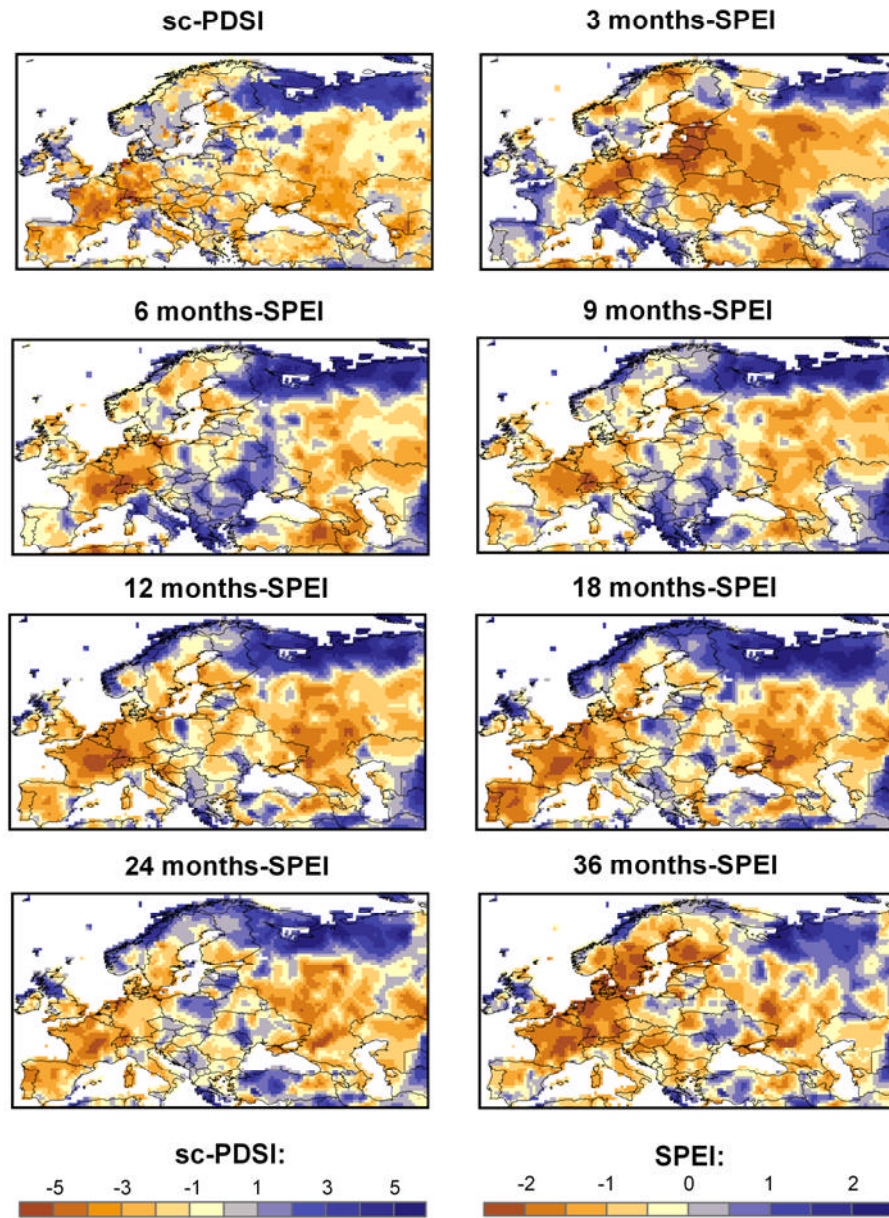 sc-PDSI
3 months-SPEI
6 months-SPEI
9 months-SPEI
12 months-SPEI
18 months-SPEI
24 months-SPEI
36 months-SPEI
sc-PDSI:
SPEI:
-5 -3 -1 1 3 5
-2 -1 0 1 2